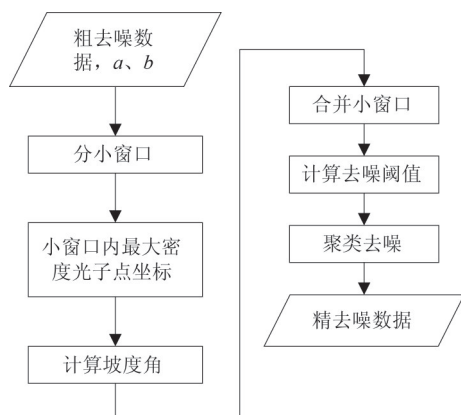 粗去噪数
据，a、b
分小窗口
小窗口内最大密
度光子点坐标
计算坡度角
合并小窗口
计算去噪阈值
聚类去噪
精去噪数据